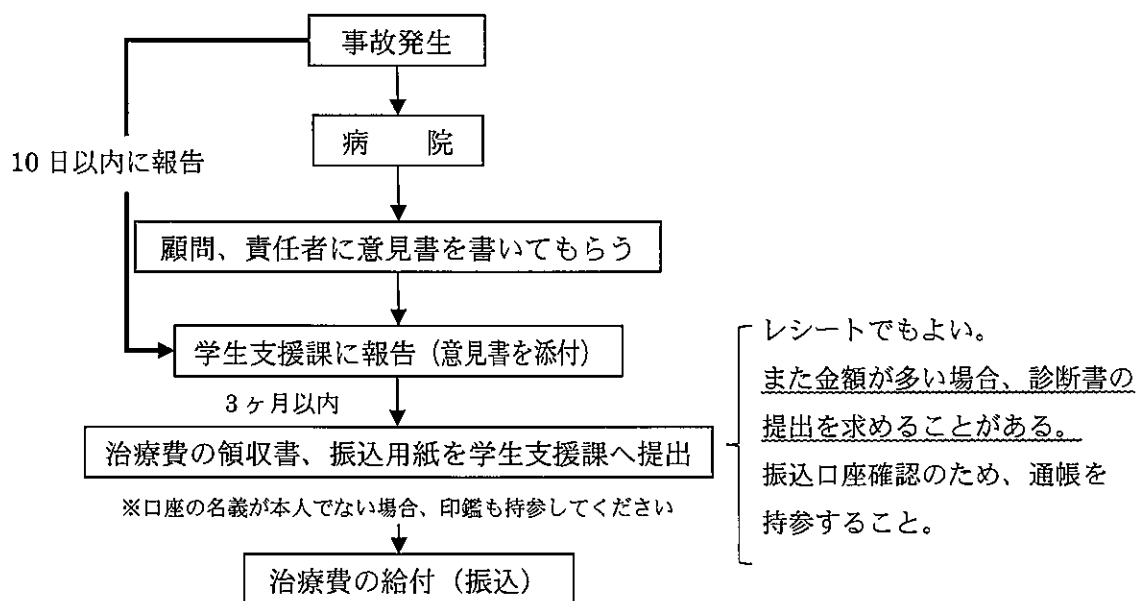 事故発生
病　　院
10 日以内に報告
顧問、責任者に意見書を書いてもらう
学生支援課に報告（意見書を添付）
3 ヶ月以内
治療費の領収書、振込用紙を学生支援課へ提出
※口座の名義が本人でない場合、印鑑も持参してください
治療費の給付（振込）
レシートでもよい。
また金額が多い場合、診断書の
提出を求めることがある。
振込口座確認のため、通帳を
持参すること。